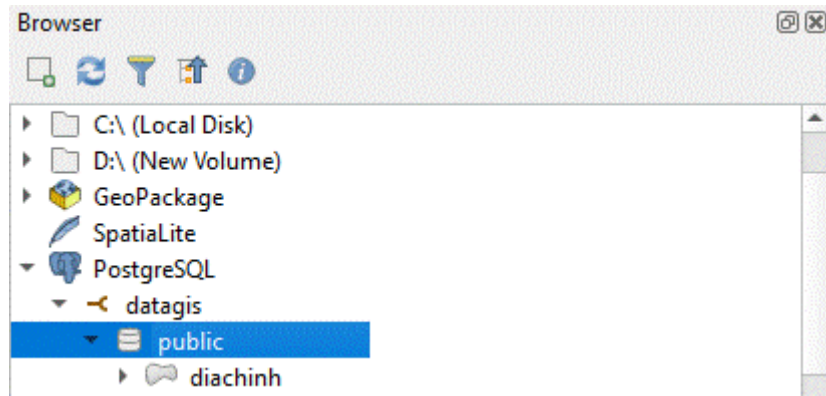 Browser
C:\ (Local Disk)
D:\ (New Volume)
GeoPackage
SpatiaLite
PostgreSQL
datagis
public
diachinh